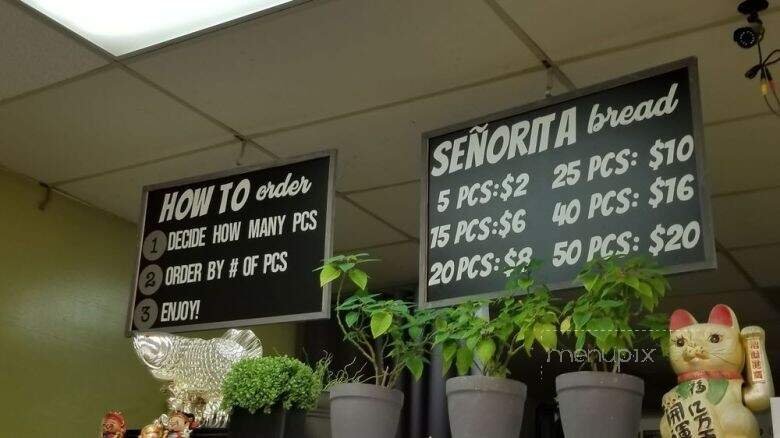 HOW TO order
1 DECIDE HOW MANY PCS
2 ORDER BY # OF PCS
3 ENJOY!
SEÑORITA bread
5 PCS:$2
15 PCS:$6
20 PCS:$8
25 PCS: $10
40 PCS: $16
50 PCS: $20
menupix